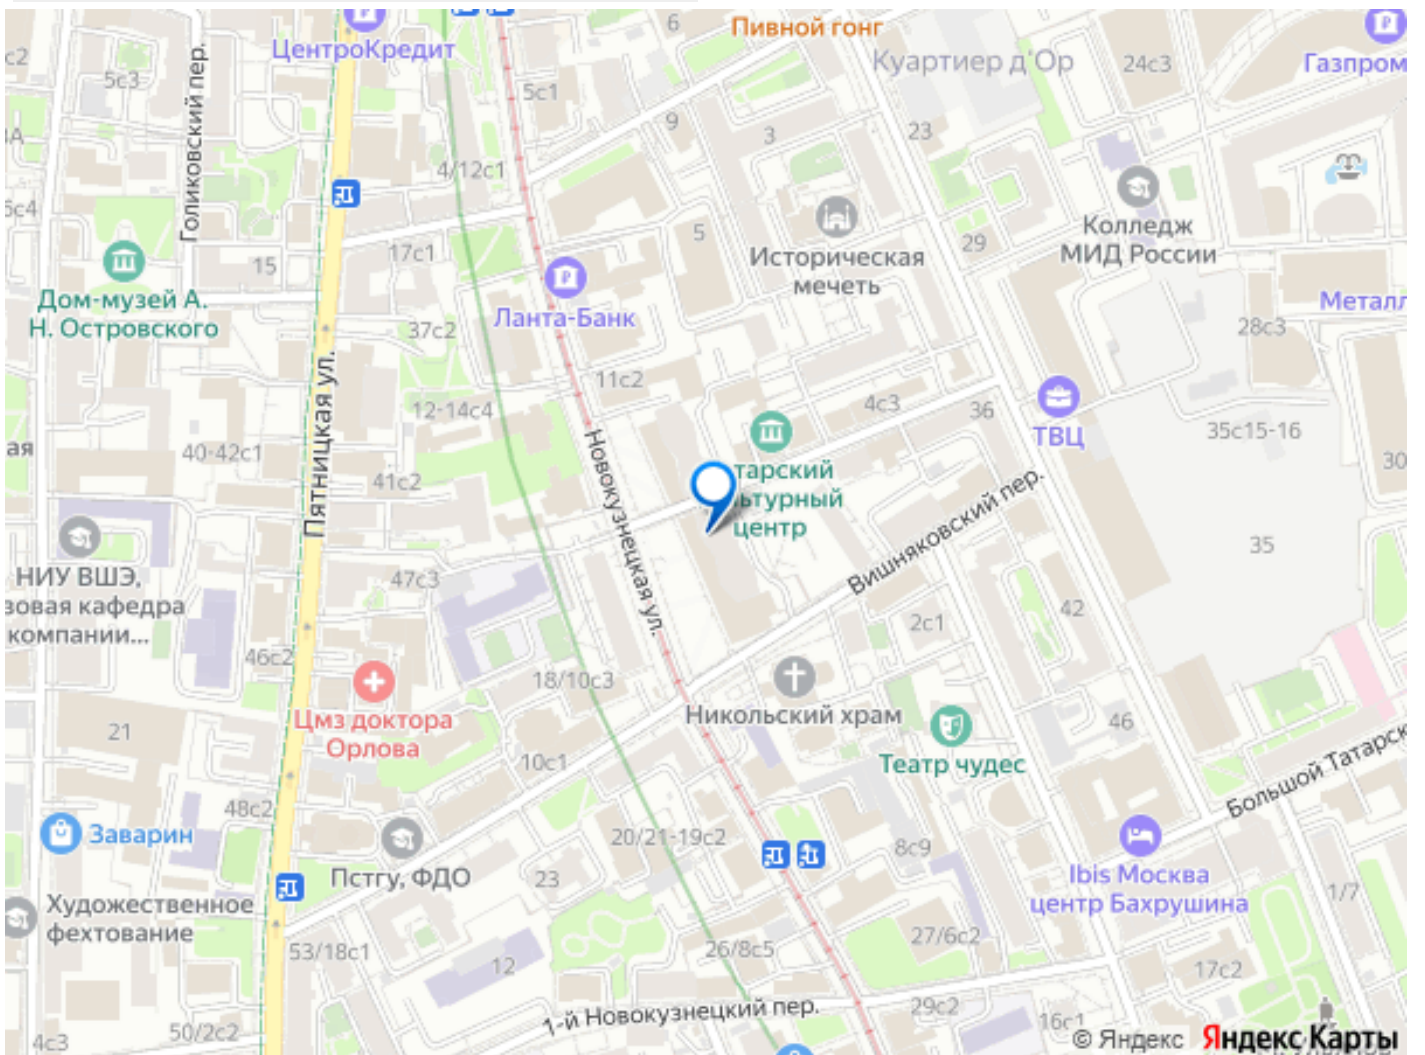 ЦентроКредит
6
Пивной гонг
Куартиер д'Ор
24с3
Газпром
с2
5с3
5с1
9
3
23
Голиковский пер.
4/12с1
Колледж
МИД России
5с4
17с1
5
29
Историческая
мечеть
15
Дом-музей А.
Н. Островского
Ланта-Банк
37с2
Металл
28с3
Пятницкая ул.
11с2
12-14с4
4с3
36
ТВЦ
35с15-16
ая
40-42с1
30
Новокузнецкая ул.
41с2
тарский
льтурный
центр
Вишняковский пер.
35
НИУ ВШЭ,
зовая кафедра
компании...
47с3
42
2с1
46с2
18/10с3
Цмз доктора
Орлова
Никольский храм
21
46
Театр чудес
10с1
Большой Татарск
48с2
Заварин
20/21-19с2
8с9
Пстгу, ФДО
23
Ibis Москва
центр Бахрушина
1/7
Художественное
фехтование
53/18с1
12
26/8с5
27/6с2
17с2
1-й Новокузнецкий пер.
29с2
16с1
4с3
50/2с2
© Яндекс Яндекс Карты